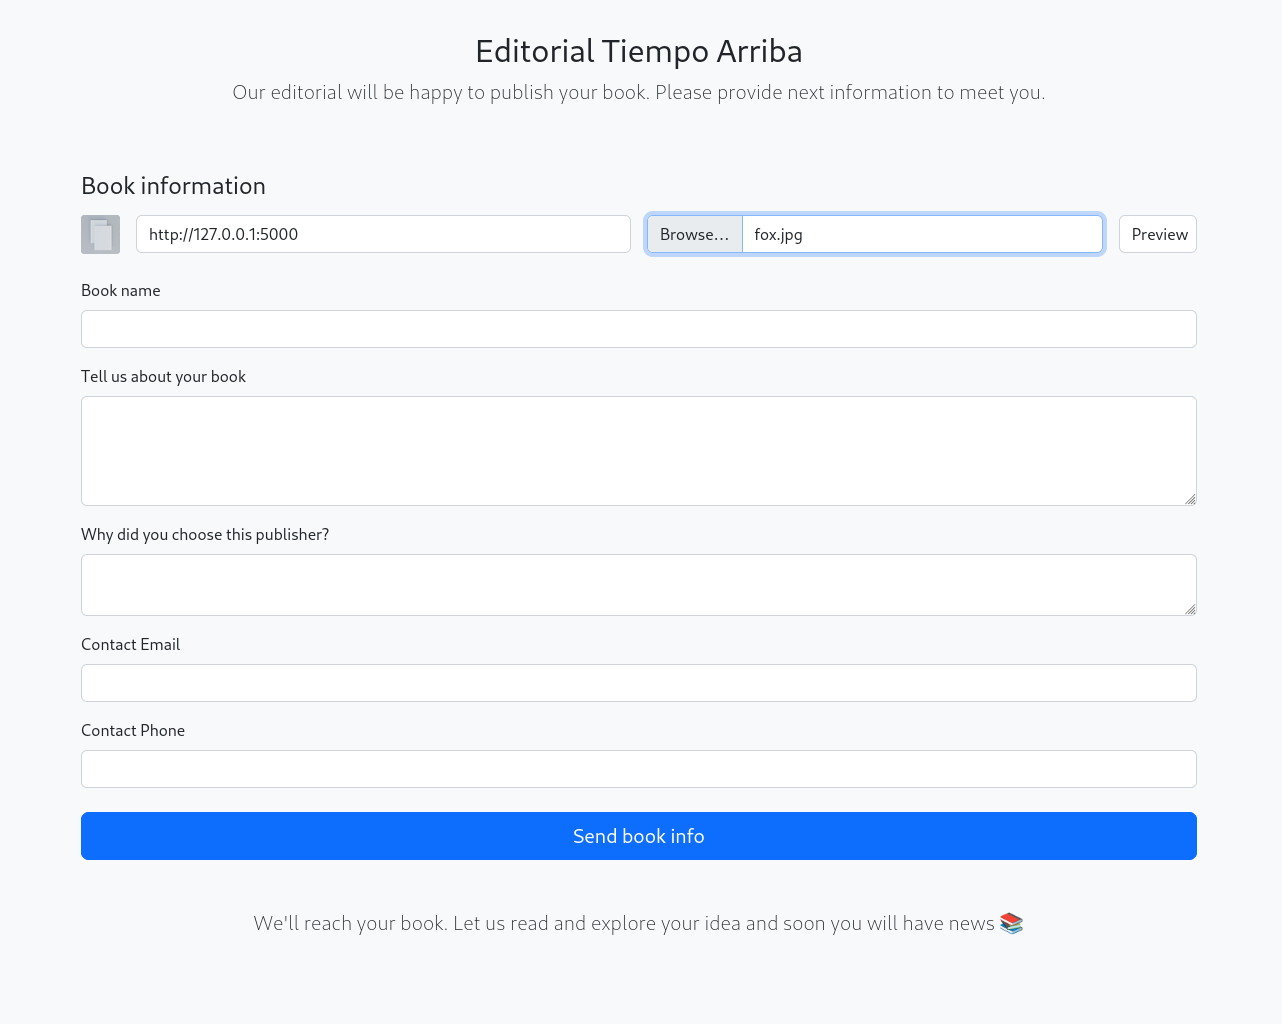 Editorial Tiempo Arriba
Our editorial will be happy to publish your book. Please provide next information to meet you.
Book information
http://127.0.0.1:5000 Browse... fox.jpg Preview
Book name
Tell us about your book
Why did you choose this publisher?
Contact Email
Contact Phone
Send book info
We'll reach your book. Let us read and explore your idea and soon you will have news 📚